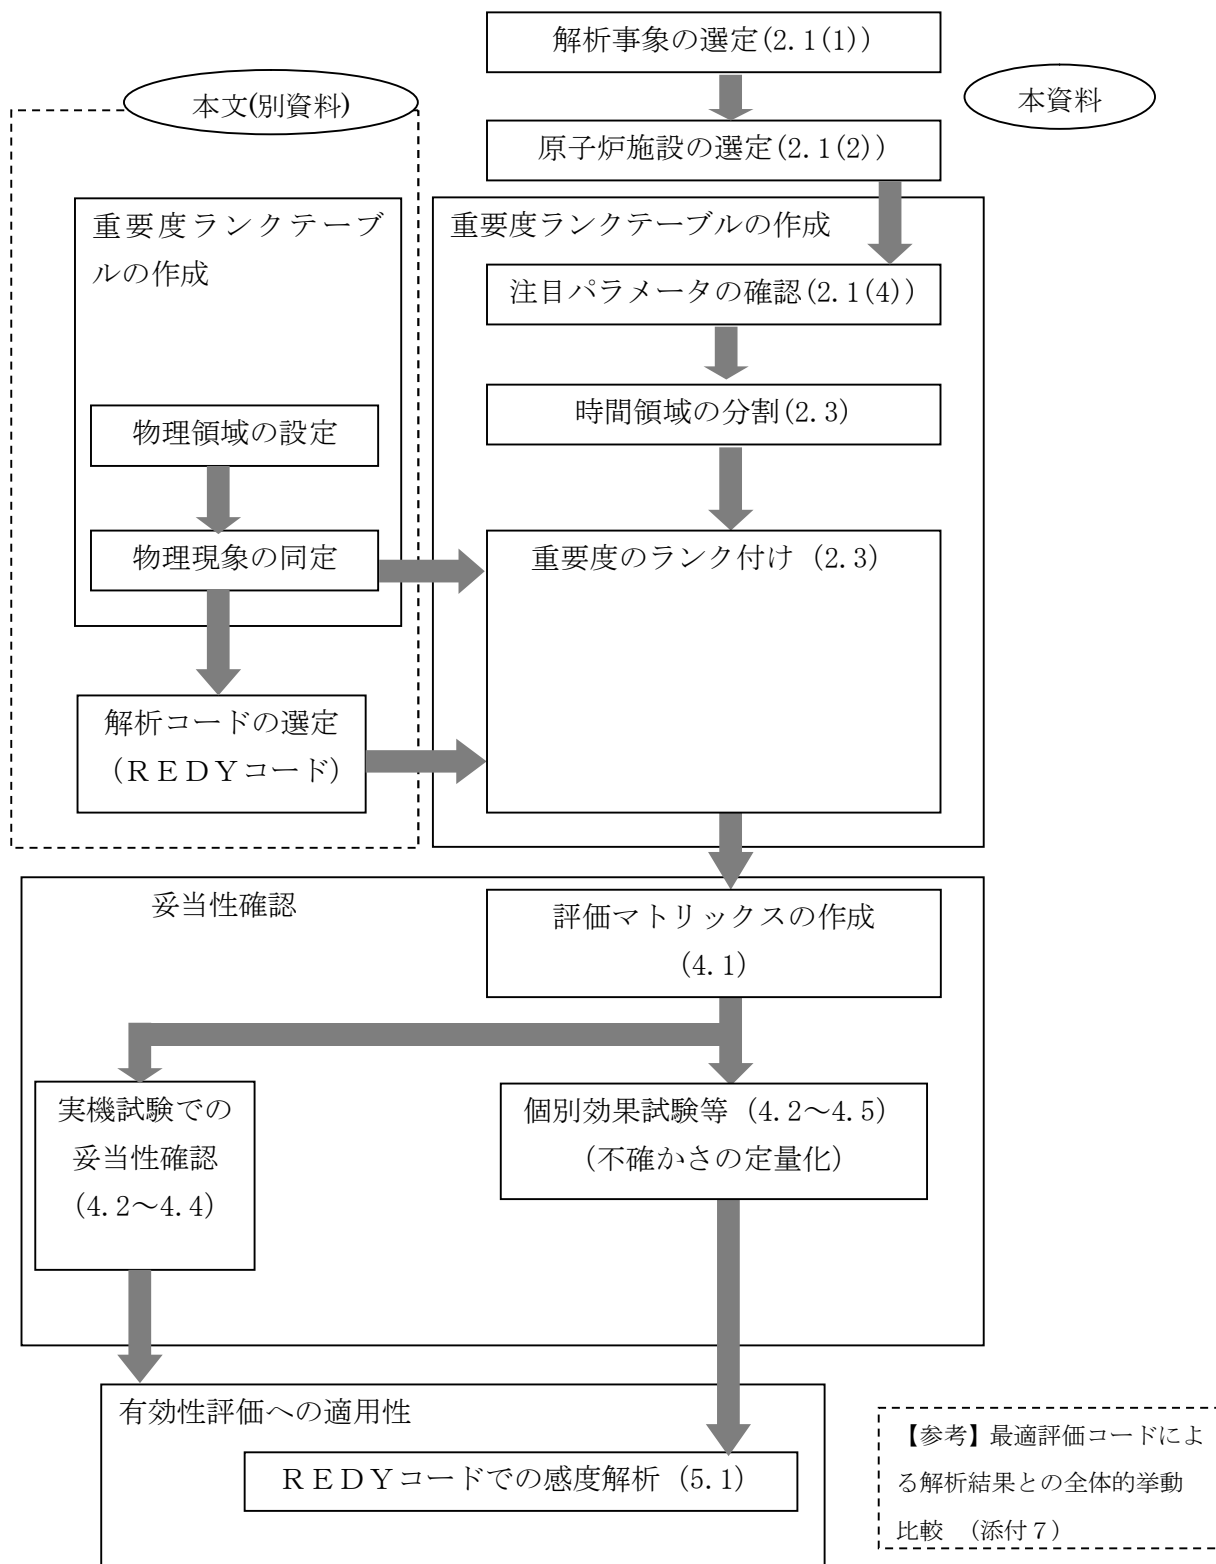 解析事象の選定(2.1(1))
本文(別資料)
本資料
原子炉施設の選定(2.1(2))
重要度ランクテーブ
ルの作成
重要度ランクテーブルの作成
注目パラメータの確認(2.1(4))
時間領域の分割(2.3)
物理領域の設定
物理現象の同定
重要度のランク付け (2.3)
解析コードの選定
(ＲＥＤＹコード)
妥当性確認
評価マトリックスの作成
(4.1)
実機試験での
妥当性確認
(4.2～4.4)
個別効果試験等 (4.2～4.5)
(不確かさの定量化)
有効性評価への適用性
ＲＥＤＹコードでの感度解析 (5.1)
【参考】最適評価コードによ
る解析結果との全体的挙動
比較 （添付７）